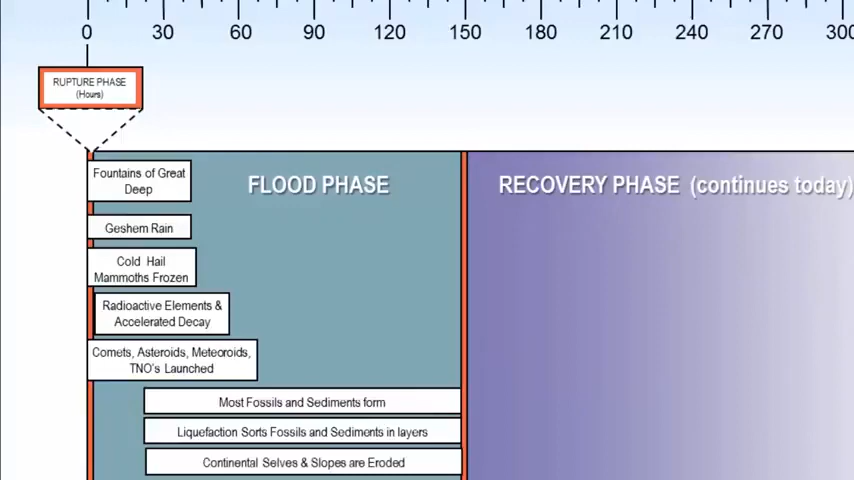 0 30 60 90 120 150 180 210 240 270 300
RUPTURE PHASE
(Hours)
Fountains of Great
Deep
FLOOD PHASE
RECOVERY PHASE (continues today)
Geshem Rain
Cold Hail
Mammoths Frozen
Radioactive Elements &
Accelerated Decay
Comets, Asteroids, Meteoroids,
TNO's Launched
Most Fossils and Sediments form
Liquefaction Sorts Fossils and Sediments in layers
Continental Selves & Slopes are Eroded